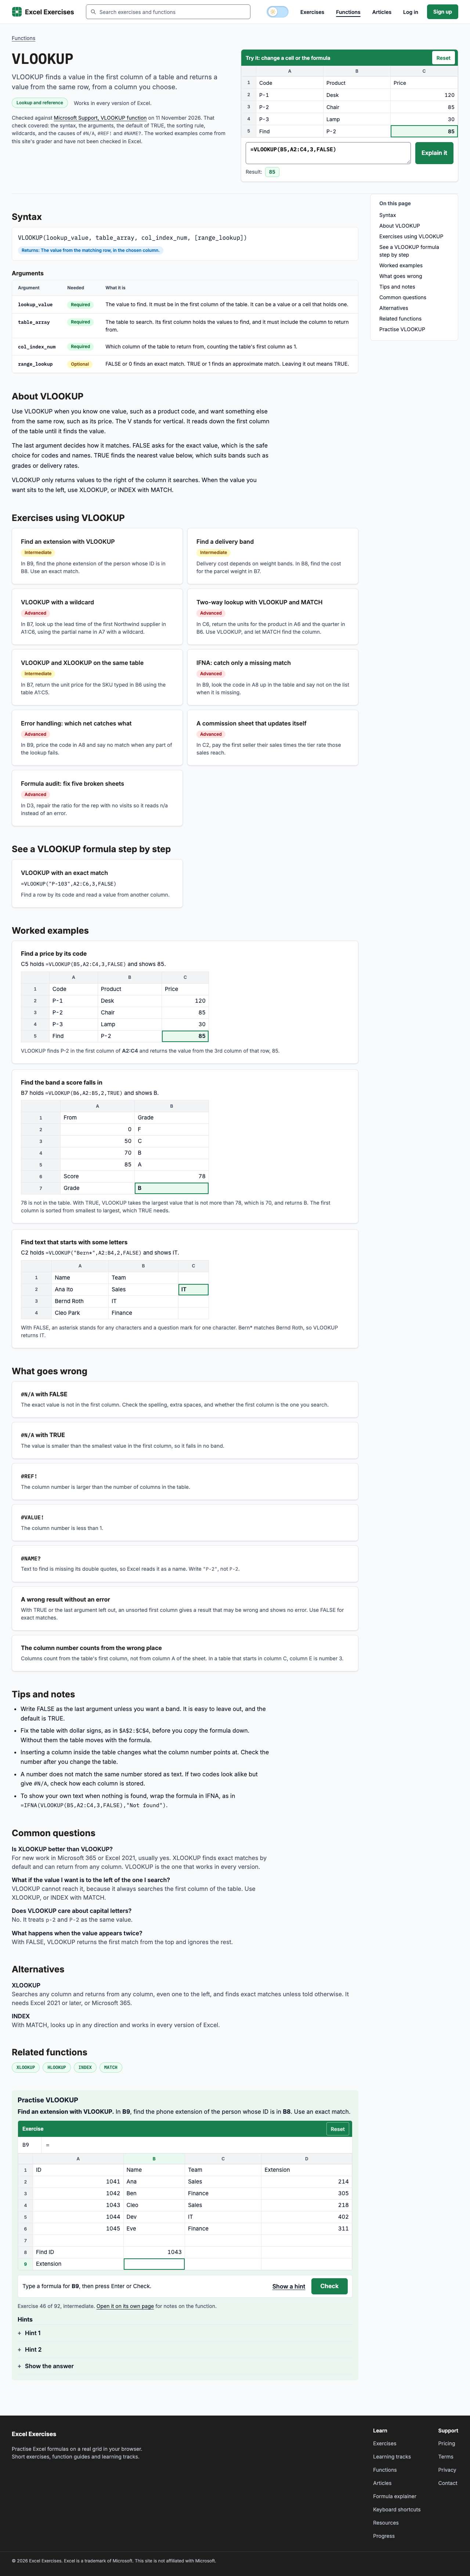 Excel Exercises
Search exercises and functions
Exercises
Functions
Articles
Log in
Sign up
Functions
VLOOKUP
VLOOKUP finds a value in the first column of a table and returns a
value from the same row, from a column you choose.
Lookup and reference
Works in every version of Excel.
Checked against Microsoft Support, VLOOKUP function on 11 November 2026. That
check covered: the syntax, the arguments, the default of TRUE, the sorting rule,
wildcards, and the causes of #N/A, #REF! and #NAME?. The worked examples come from
this site's grader and have not been checked in Excel.
Try it: change a cell or the formula
Reset
A B C
1 Code Product Price
2 P-1 Desk 120
3 P-2 Chair 85
4 P-3 Lamp 30
5 Find P-2 85
=VLOOKUP(B5,A2:C4,3,FALSE)
Explain it
Result: 85
On this page
Syntax
About VLOOKUP
Exercises using VLOOKUP
See a VLOOKUP formula
step by step
Worked examples
What goes wrong
Tips and notes
Common questions
Alternatives
Related functions
Practise VLOOKUP
Syntax
VLOOKUP(lookup_value, table_array, col_index_num, [range_lookup])
Returns: The value from the matching row, in the chosen column.
Arguments
Argument Needed What it is
lookup_value Required The value to find. It must be in the first column of the table. It can be a value or a cell that holds one.
table_array Required The table to search. Its first column holds the values to find, and it must include the column to return
from.
col_index_num Required Which column of the table to return from, counting the table's first column as 1.
range_lookup Optional FALSE or 0 finds an exact match. TRUE or 1 finds an approximate match. Leaving it out means TRUE.
About VLOOKUP
Use VLOOKUP when you know one value, such as a product code, and want something else
from the same row, such as its price. The V stands for vertical. It reads down the first column
of the table until it finds the value.
The last argument decides how it matches. FALSE asks for the exact value, which is the safe
choice for codes and names. TRUE finds the nearest value below, which suits bands such as
grades or delivery rates.
VLOOKUP only returns values to the right of the column it searches. When the value you
want sits to the left, use XLOOKUP, or INDEX with MATCH.
Exercises using VLOOKUP
Find an extension with VLOOKUP
Intermediate
In B9, find the phone extension of the person whose ID is in
B8. Use an exact match.
Find a delivery band
Intermediate
Delivery cost depends on weight bands. In B8, find the cost
for the parcel weight in B7.
VLOOKUP with a wildcard
Advanced
In B7, look up the lead time of the first Northwind supplier in
A1:C6, using the partial name in A7 with a wildcard.
Two-way lookup with VLOOKUP and MATCH
Advanced
In C6, return the units for the product in A6 and the quarter in
B6. Use VLOOKUP, and let MATCH find the column.
VLOOKUP and XLOOKUP on the same table
Intermediate
In B7, return the unit price for the SKU typed in B6 using the
table A1:C5.
IFNA: catch only a missing match
Advanced
In B9, look the code in A8 up in the table and say not on the list
when it is missing.
Error handling: which net catches what
Advanced
In B9, price the code in A8 and say no match when any part of
the lookup fails.
A commission sheet that updates itself
Advanced
In C2, pay the first seller their sales times the tier rate those
sales reach.
Formula audit: fix five broken sheets
Advanced
In D3, repair the ratio for the rep with no visits so it reads n/a
instead of an error.
See a VLOOKUP formula step by step
VLOOKUP with an exact match
=VLOOKUP("P-103",A2:C6,3,FALSE)
Find a row by its code and read a value from another column.
Worked examples
Find a price by its code
C5 holds =VLOOKUP(B5,A2:C4,3,FALSE) and shows 85.
A B C
1 Code Product Price
2 P-1 Desk 120
3 P-2 Chair 85
4 P-3 Lamp 30
5 Find P-2 85
VLOOKUP finds P-2 in the first column of A2:C4 and returns the value from the 3rd column of that row, 85.
Find the band a score falls in
B7 holds =VLOOKUP(B6,A2:B5,2,TRUE) and shows B.
A B
1 From Grade
2 0 F
3 50 C
4 70 B
5 85 A
6 Score 78
7 Grade B
78 is not in the table. With TRUE, VLOOKUP takes the largest value that is not more than 78, which is 70, and returns B. The first
column is sorted from smallest to largest, which TRUE needs.
Find text that starts with some letters
C2 holds =VLOOKUP("Bern*",A2:B4,2,FALSE) and shows IT.
A B C
1 Name Team
2 Ana Ito Sales IT
3 Bernd Roth IT
4 Cleo Park Finance
With FALSE, an asterisk stands for any characters and a question mark for one character. Bern* matches Bernd Roth, so VLOOKUP
returns IT.
What goes wrong
#N/A with FALSE
The exact value is not in the first column. Check the spelling, extra spaces, and whether the first column is the one you search.
#N/A with TRUE
The value is smaller than the smallest value in the first column, so it falls in no band.
#REF!
The column number is larger than the number of columns in the table.
#VALUE!
The column number is less than 1.
#NAME?
Text to find is missing its double quotes, so Excel reads it as a name. Write "P-2", not P-2.
A wrong result without an error
With TRUE or the last argument left out, an unsorted first column gives a result that may be wrong and shows no error. Use FALSE for
exact matches.
The column number counts from the wrong place
Columns count from the table's first column, not from column A of the sheet. In a table that starts in column C, column E is number 3.
Tips and notes
• Write FALSE as the last argument unless you want a band. It is easy to leave out, and the
default is TRUE.
• Fix the table with dollar signs, as in $A$2:$C$4, before you copy the formula down.
Without them the table moves with the formula.
• Inserting a column inside the table changes what the column number points at. Check the
number after you change the table.
• A number does not match the same number stored as text. If two codes look alike but
give #N/A, check how each column is stored.
• To show your own text when nothing is found, wrap the formula in IFNA, as in
=IFNA(VLOOKUP(B5,A2:C4,3,FALSE),"Not found").
Common questions
Is XLOOKUP better than VLOOKUP?
For new work in Microsoft 365 or Excel 2021, usually yes. XLOOKUP finds exact matches by
default and can return from any column. VLOOKUP is the one that works in every version.
What if the value I want is to the left of the one I search?
VLOOKUP cannot reach it, because it always searches the first column of the table. Use
XLOOKUP, or INDEX with MATCH.
Does VLOOKUP care about capital letters?
No. It treats p-2 and P-2 as the same value.
What happens when the value appears twice?
With FALSE, VLOOKUP returns the first match from the top and ignores the rest.
Alternatives
XLOOKUP
Searches any column and returns from any column, even one to the left, and finds exact matches unless told otherwise. It
needs Excel 2021 or later, or Microsoft 365.
INDEX
With MATCH, looks up in any direction and works in every version of Excel.
Related functions
XLOOKUP
HLOOKUP
INDEX
MATCH
Practise VLOOKUP
Find an extension with VLOOKUP. In B9, find the phone extension of the person whose ID is in B8. Use an exact match.
Exercise
Reset
B9 =
A B C D
1 ID Name Team Extension
2 1041 Ana Sales 214
3 1042 Ben Finance 305
4 1043 Cleo Sales 218
5 1044 Dev IT 402
6 1045 Eve Finance 311
7
8 Find ID 1043
9 Extension
Type a formula for B9, then press Enter or Check.
Show a hint
Check
Exercise 46 of 92, Intermediate. Open it on its own page for notes on the function.
Hints
+ Hint 1
+ Hint 2
+ Show the answer
Excel Exercises
Practise Excel formulas on a real grid in your browser.
Short exercises, function guides and learning tracks.
Learn
Exercises
Learning tracks
Functions
Articles
Formula explainer
Keyboard shortcuts
Resources
Progress
Support
Pricing
Terms
Privacy
Contact
© 2026 Excel Exercises. Excel is a trademark of Microsoft. This site is not affiliated with Microsoft.